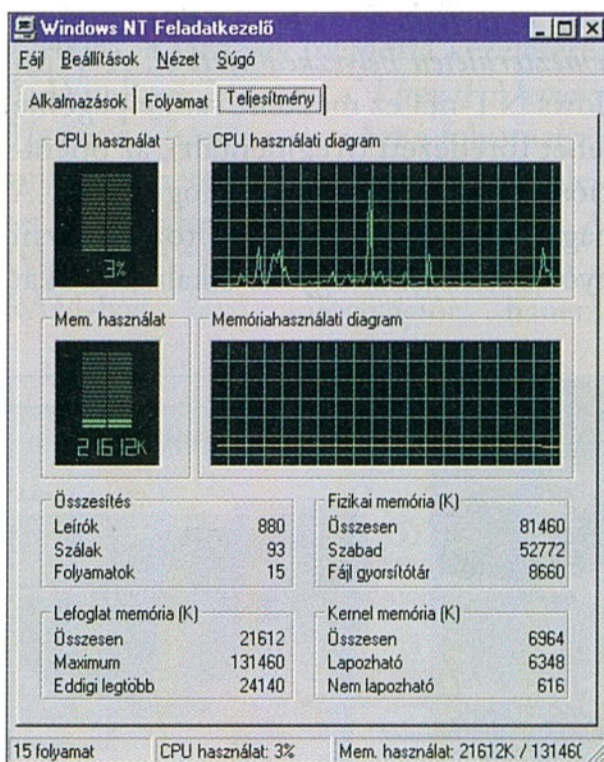 Windows NT Feladatkezelő
Fájl Beállítások Nézet Súgó
Alkalmazások Folyamat Teljesítmény
CPU használat
CPU használati diagram
3%
Mem. használat
Memóriahasználati diagram
21612K
Összesítés
Leírók 880
Szálak 93
Folyamatok 15
Fizikai memória (K)
Összesen 81460
Szabad 52772
Fájl gyorsítótár 8660
Lefoglalt memória (K)
Összesen 21612
Maximum 131460
Eddigi legtöbb 24140
Kernel memória (K)
Összesen 6964
Lapozható 6348
Nem lapozható 616
15 folyamat CPU használat: 3% Mem. használat: 21612K / 13146(